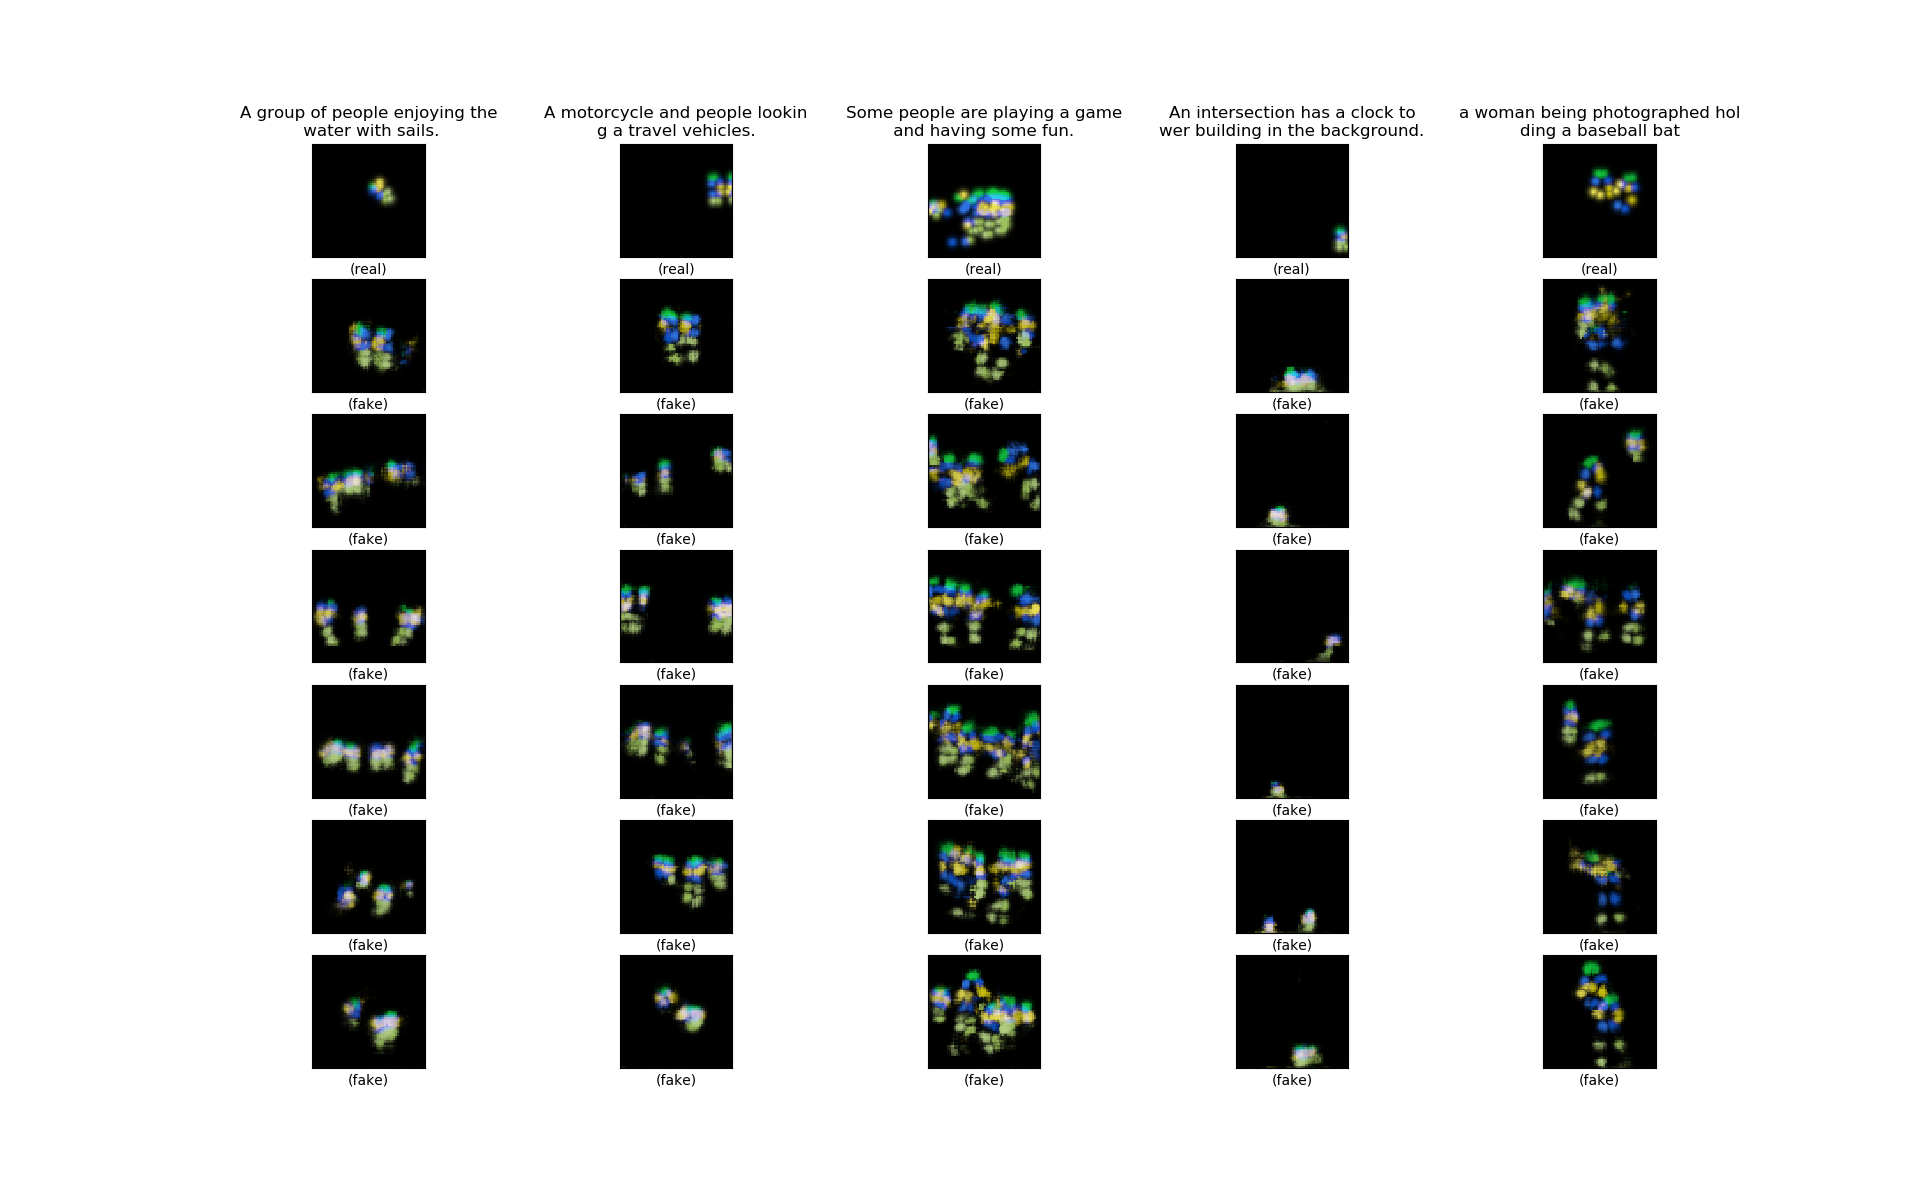 A group of people enjoying the
water with sails.
A motorcycle and people lookin
g a travel vehicles.
Some people are playing a game
and having some fun.
An intersection has a clock to
wer building in the background.
a woman being photographed hol
ding a baseball bat
(real) (real) (real) (real) (real)
(fake) (fake) (fake) (fake) (fake)
(fake) (fake) (fake) (fake) (fake)
(fake) (fake) (fake) (fake) (fake)
(fake) (fake) (fake) (fake) (fake)
(fake) (fake) (fake) (fake) (fake)
(fake) (fake) (fake) (fake) (fake)